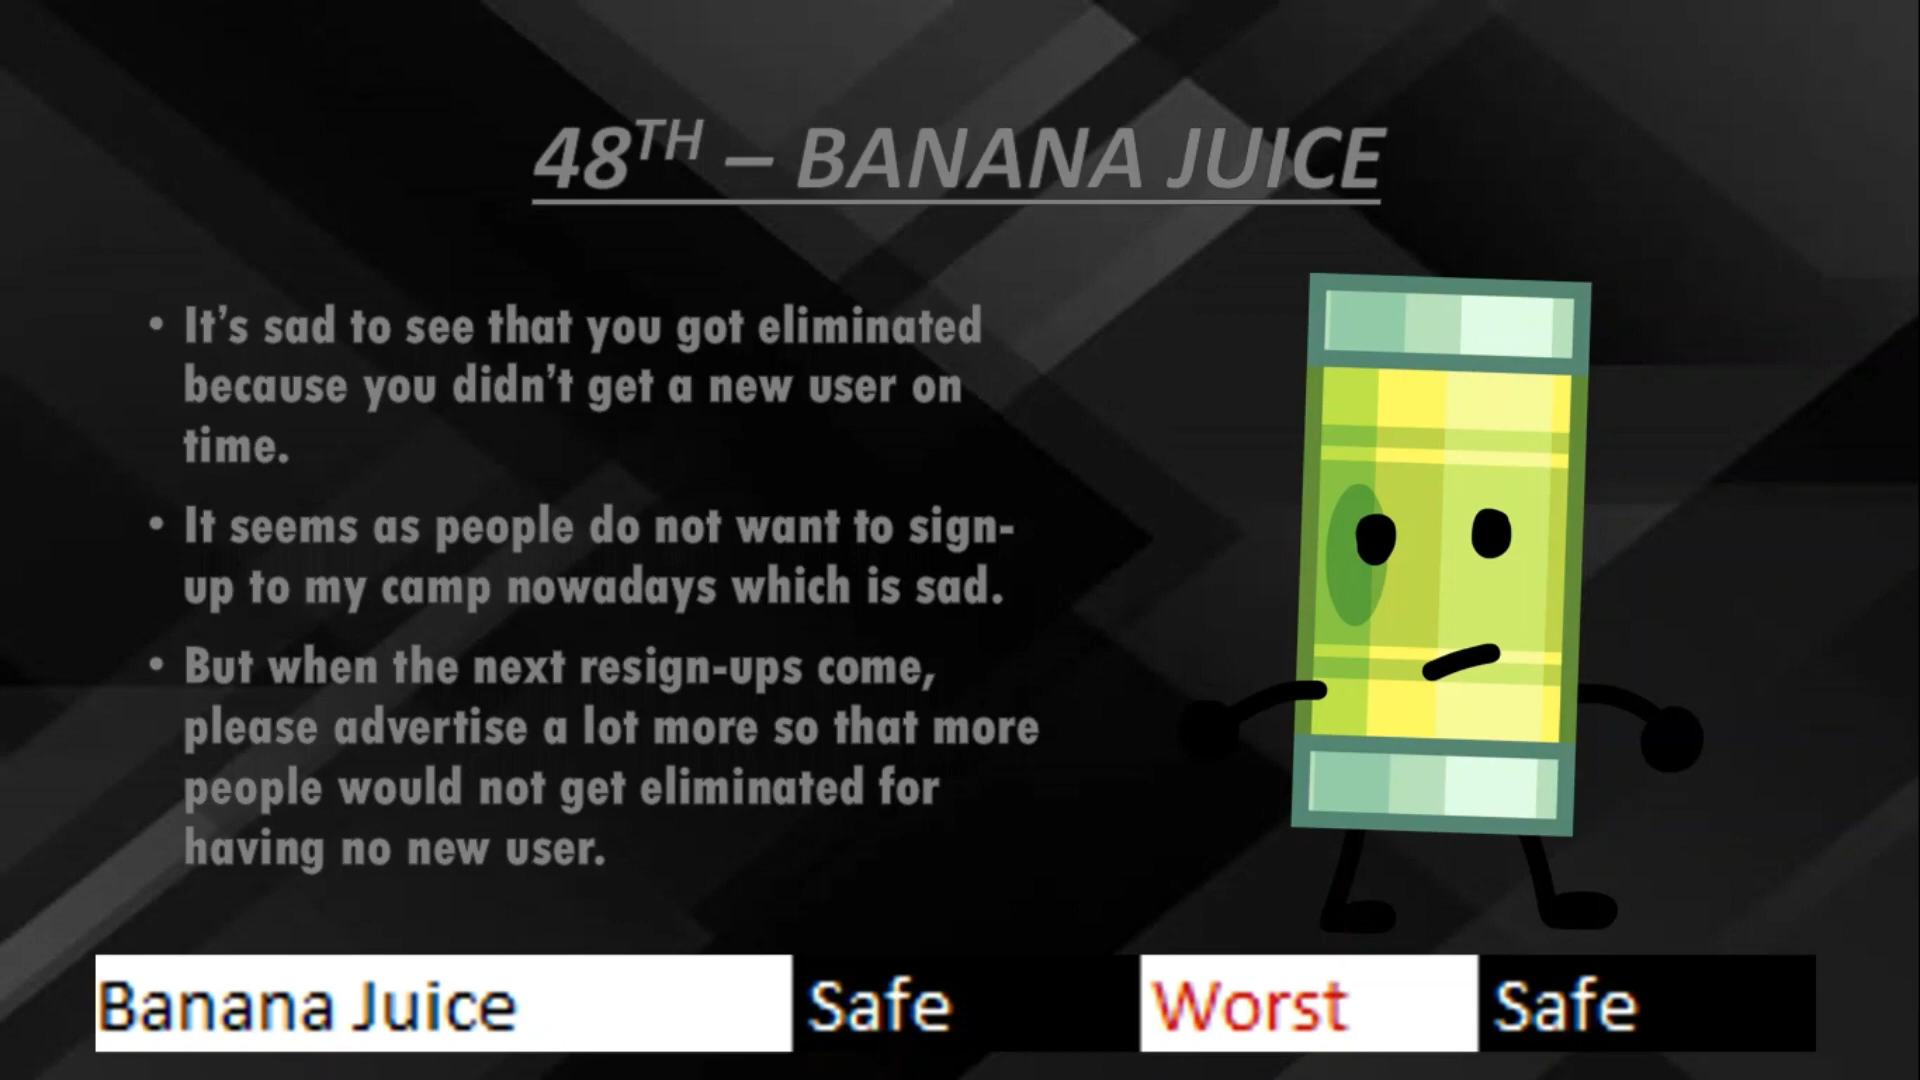 48TH – BANANA JUICE
• It’s sad to see that you got eliminated
because you didn’t get a new user on
time.
• It seems as people do not want to sign-
up to my camp nowadays which is sad.
• But when the next resign-ups come,
please advertise a lot more so that more
people would not get eliminated for
having no new user.
Banana Juice Safe Worst Safe